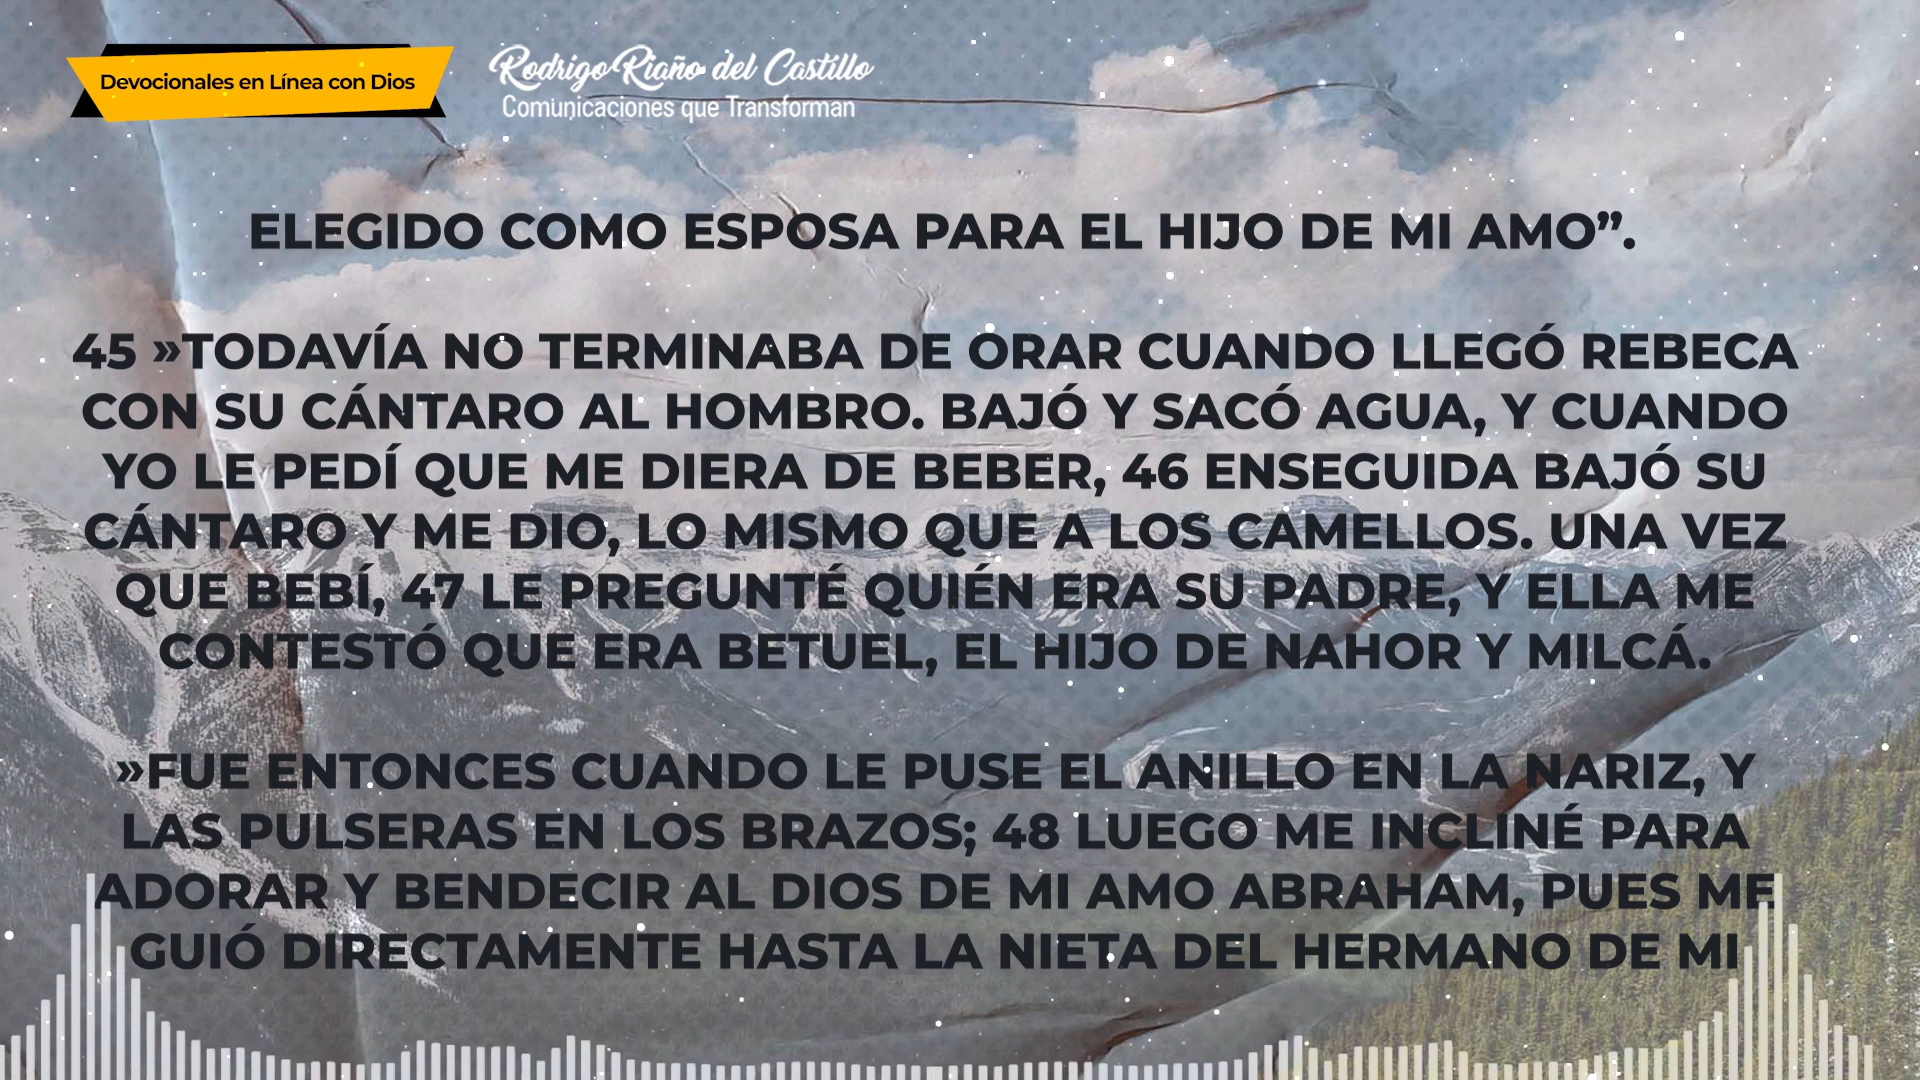 Devocionales en Línea con Dios
Rodrigo Riaño del Castillo
Comunicaciones que Transforman
ELEGIDO COMO ESPOSA PARA EL HIJO DE MI AMO”.
45 »TODAVÍA NO TERMINABA DE ORAR CUANDO LLEGÓ REBECA
CON SU CÁNTARO AL HOMBRO. BAJÓ Y SACÓ AGUA, Y CUANDO
YO LE PEDÍ QUE ME DIERA DE BEBER, 46 ENSEGUIDA BAJÓ SU
CÁNTARO Y ME DIO, LO MISMO QUE A LOS CAMELLOS. UNA VEZ
QUE BEBÍ, 47 LE PREGUNTÉ QUIÉN ERA SU PADRE, Y ELLA ME
CONTESTÓ QUE ERA BETUEL, EL HIJO DE NAHOR Y MILCÁ.
»FUE ENTONCES CUANDO LE PUSE EL ANILLO EN LA NARIZ, Y
LAS PULSERAS EN LOS BRAZOS; 48 LUEGO ME INCLINÉ PARA
ADORAR Y BENDECIR AL DIOS DE MI AMO ABRAHAM, PUES ME
GUIÓ DIRECTAMENTE HASTA LA NIETA DEL HERMANO DE MI